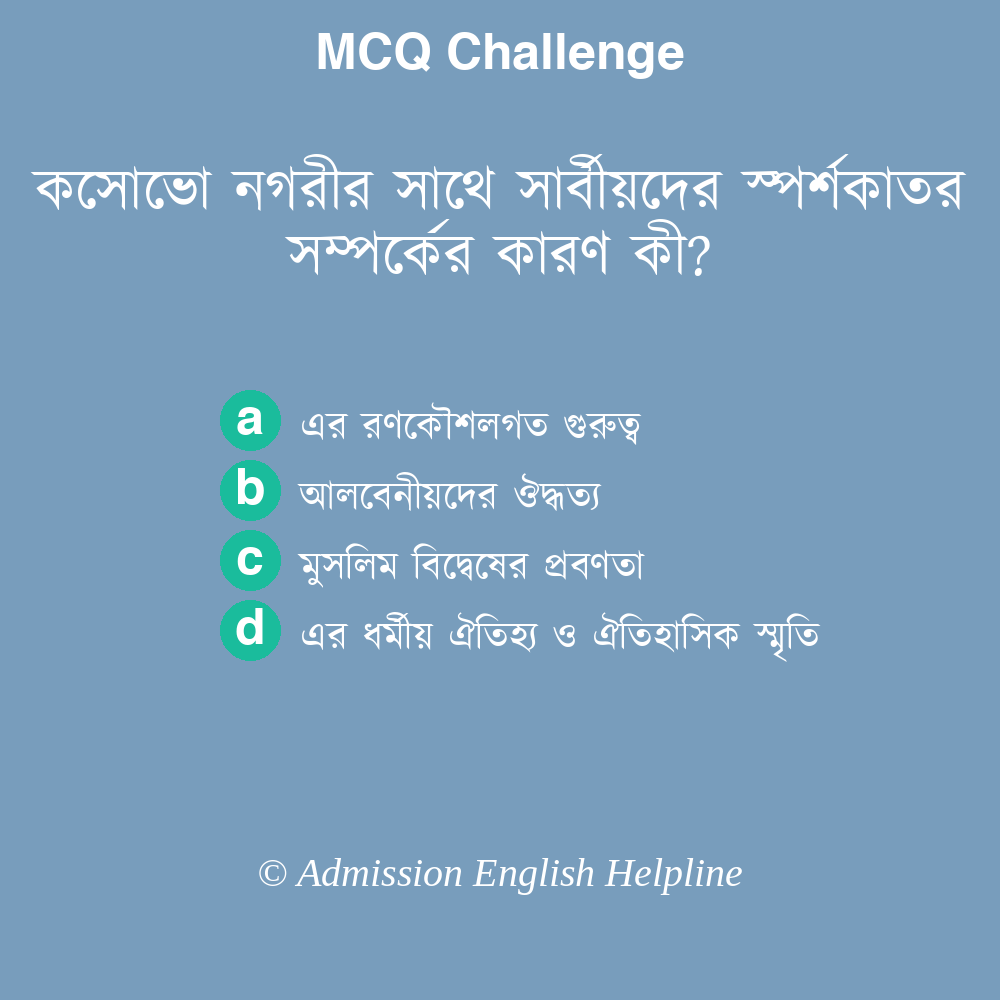 MCQ Challenge
কসোভো নগরীর সাথে সার্বীয়দের স্পর্শকাতর
সম্পর্কের কারণ কী?
a এর রণকৌশলগত গুরুত্ব
b আলবেনীয়দের ঔদ্ধত্য
c মুসলিম বিদ্বেষের প্রবণতা
d এর ধর্মীয় ঐতিহ্য ও ঐতিহাসিক স্মৃতি
© Admission English Helpline